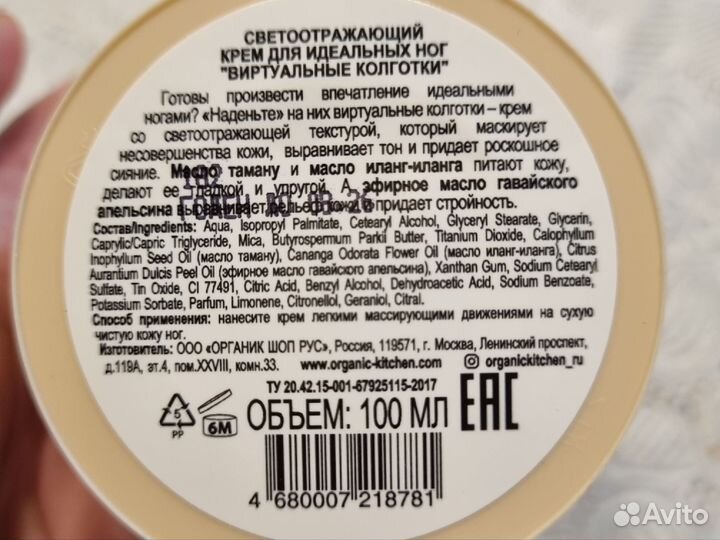 СВЕТООТРАЖАЮЩИЙ
КРЕМ ДЛЯ ИДЕАЛЬНЫХ НОГ
"ВИРТУАЛЬНЫЕ КОЛГОТКИ"
Готовы произвести впечатление идеальными
ногами? «Наденьте» на них виртуальные колготки – крем
со светоотражающей текстурой, который маскирует
несовершенства кожи, выравнивает тон и придает роскошное
сияние. Масло таману и масло иланг-иланга питают кожу,
делают ее гладкой и упругой. А эфирное масло гавайского
апельсина выравнивает рельеф кожи и придает стройность.
182
ГОДЕН ДО 08 26
Состав/Ingredients: Aqua, Isopropyl Palmitate, Cetearyl Alcohol, Glyceryl Stearate, Glycerin,
Caprylic/Capric Triglyceride, Mica, Butyrospermum Parkii Butter, Titanium Dioxide, Calophyllum
Inophyllum Seed Oil (масло таману), Cananga Odorata Flower Oil (масло иланг-иланга), Citrus
Aurantium Dulcis Peel Oil (эфирное масло гавайского апельсина), Xanthan Gum, Sodium Cetearyl
Sulfate, Tin Oxide, CI 77491, Citric Acid, Benzyl Alcohol, Dehydroacetic Acid, Sodium Benzoate,
Potassium Sorbate, Parfum, Limonene, Citronellol, Geraniol, Citral.
Способ применения: нанесите крем легкими массирующими движениями на сухую
чистую кожу ног.
Изготовитель: ООО «ОРГАНИК ШОП РУС», Россия, 119571, г. Москва, Ленинский проспект,
д.119А, эт.4, пом.XXVIII, комн.33. www.organic-kitchen.com organickitchen_ru
ТУ 20.42.15-001-67925115-2017
5
PP
6M
ОБЪЕМ: 100 МЛ
EAC
4 680007 218781
Avito